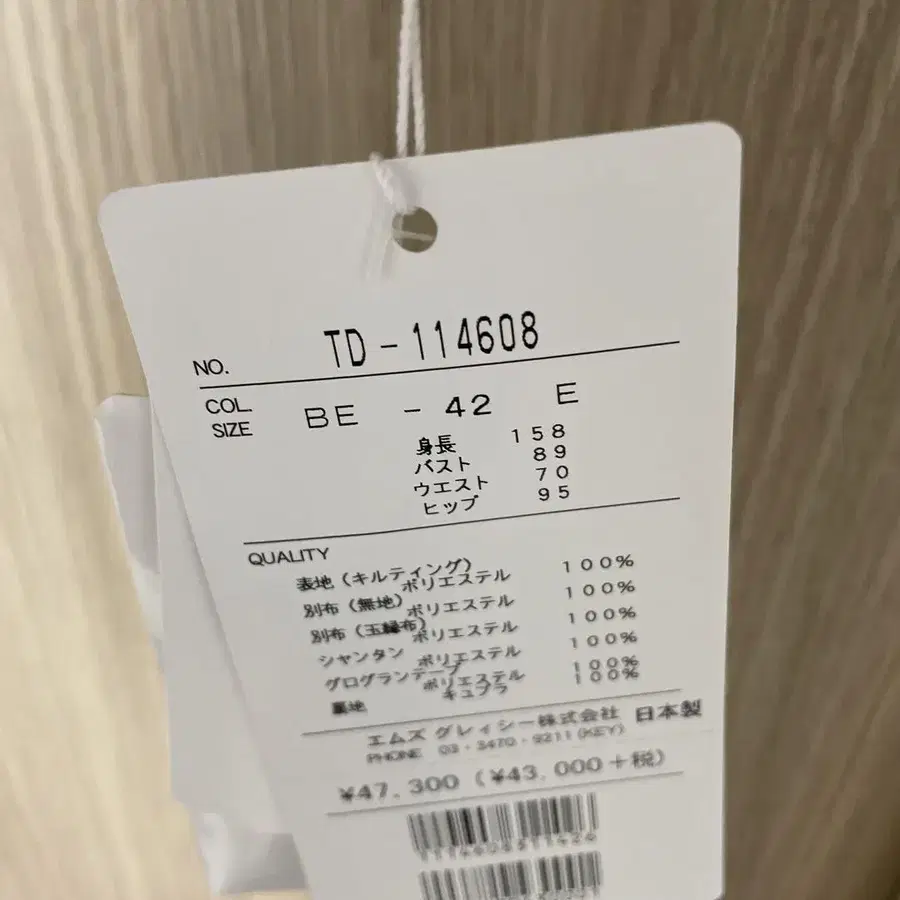 NO. TD-114608
COL. SIZE BE -42 E
身長 158
バスト 89
ウエスト 70
ヒップ 95
QUALITY
表地(キルティング)
ポリエステル 100%
別布(無地)
ポリエステル 100%
別布(玉縁布)
ポリエステル 100%
シャンタン
ポリエステル 100%
グログランテープ
ポリエステル 100%
裏地 キュプラ 100%
エムズ グレィシー株式会社 日本製
PHONE 03-3470-9211(KEY)
¥47,300 (¥43,000+税)